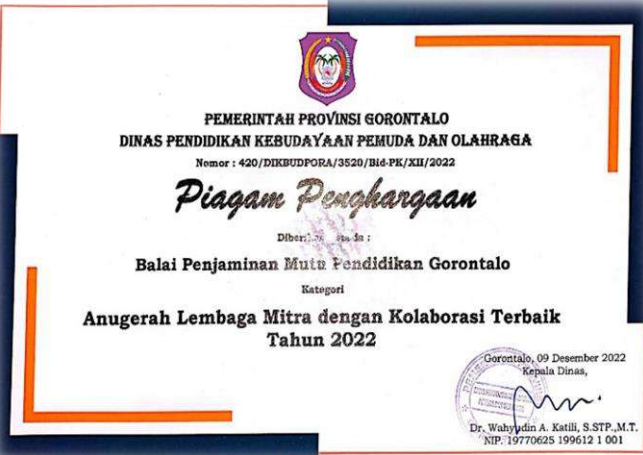 PEMERINTAH PROVINSI GORONTALO
DINAS PENDIDIKAN KEBUDAYAAN PEMUDA DAN OLAHRAGA
Nomor : 420/DIKBUDPORA/3520/Bid-PK/XII/2022
Piagam Penghargaan
Balai Penjaminan Mutu Pendidikan Gorontalo
Kategori
Anugerah Lembaga Mitra dengan Kolaborasi Terbaik
Tahun 2022
Gorontalo, 09 Desember 2022
Kepala Dinas,
Dr. Wahyudin A. Katili, S.STP.,M.T.
NIP. 19770625 199612 1 001